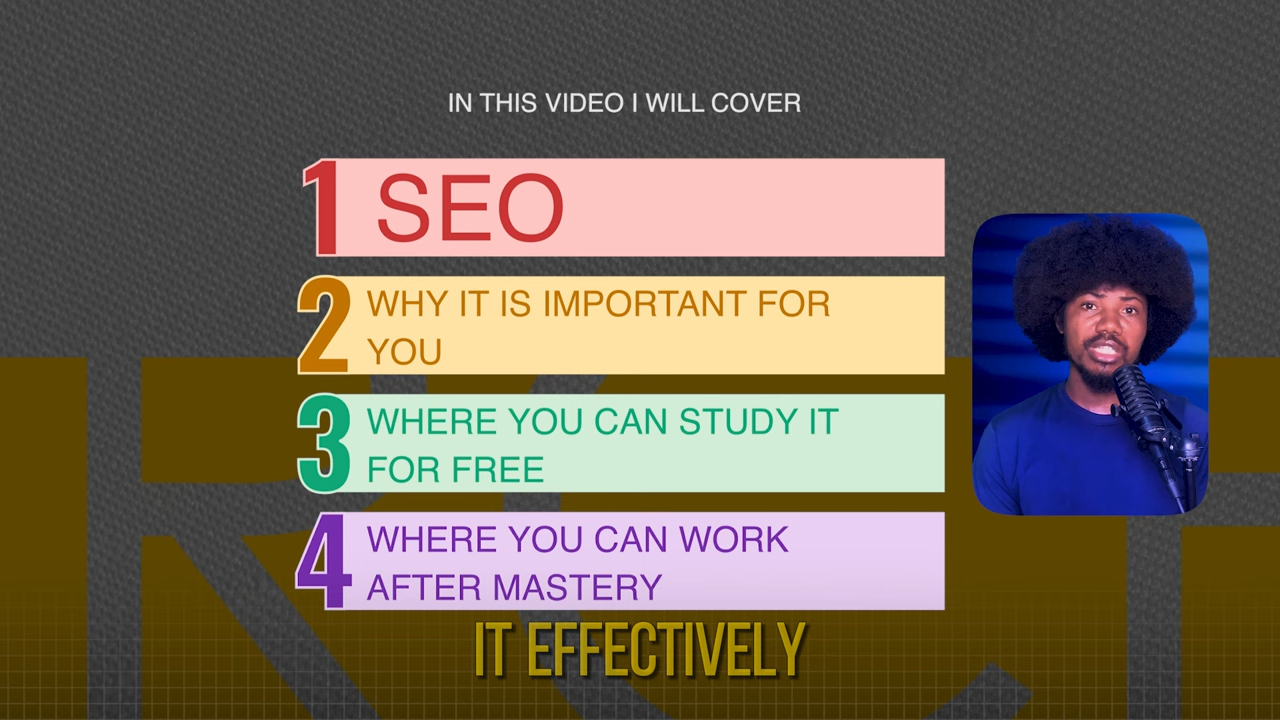 IN THIS VIDEO I WILL COVER
1 SEO
2 WHY IT IS IMPORTANT FOR
YOU
3 WHERE YOU CAN STUDY IT
FOR FREE
4 WHERE YOU CAN WORK
AFTER MASTERY
IT EFFECTIVELY